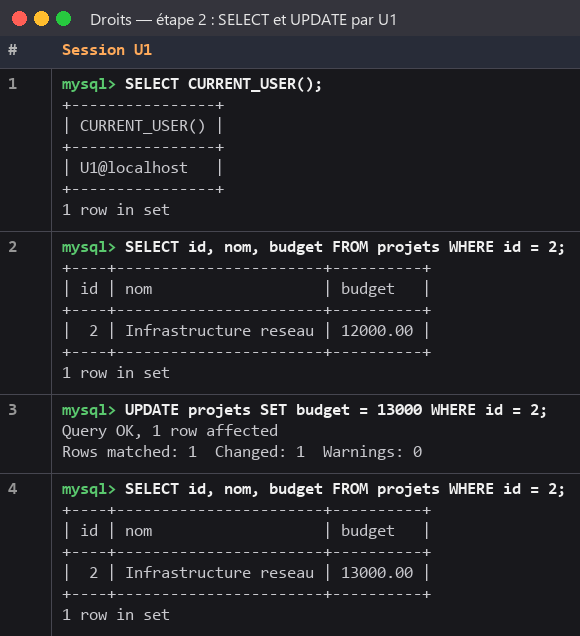 Droits — étape 2 : SELECT et UPDATE par U1
# Session U1
1 mysql> SELECT CURRENT_USER();
+----------------+
| CURRENT_USER() |
+----------------+
| U1@localhost   |
+----------------+
1 row in set
2 mysql> SELECT id, nom, budget FROM projets WHERE id = 2;
+----+-----------------------+----------+
| id | nom                   | budget   |
+----+-----------------------+----------+
|  2 | Infrastructure reseau | 12000.00 |
+----+-----------------------+----------+
1 row in set
3 mysql> UPDATE projets SET budget = 13000 WHERE id = 2;
Query OK, 1 row affected
Rows matched: 1  Changed: 1  Warnings: 0
4 mysql> SELECT id, nom, budget FROM projets WHERE id = 2;
+----+-----------------------+----------+
| id | nom                   | budget   |
+----+-----------------------+----------+
|  2 | Infrastructure reseau | 13000.00 |
+----+-----------------------+----------+
1 row in set